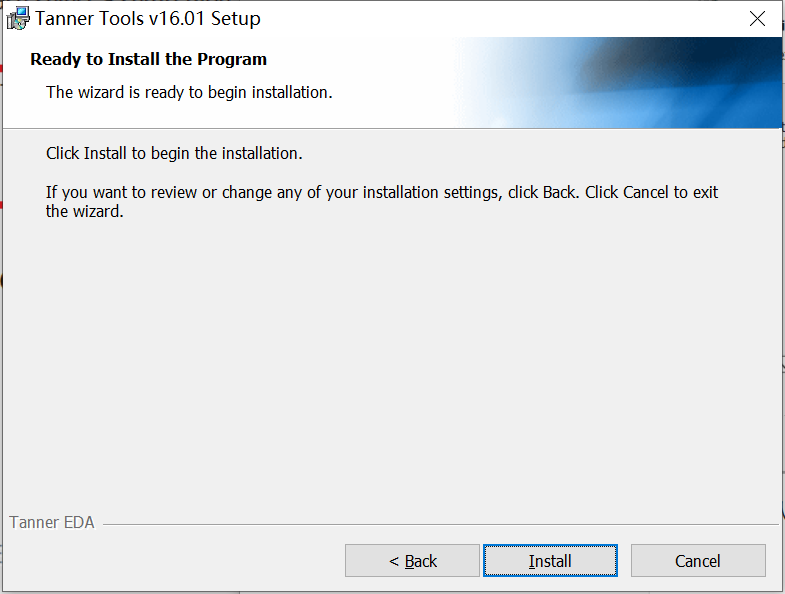 Tanner Tools v16.01 Setup
Ready to Install the Program
The wizard is ready to begin installation.
Click Install to begin the installation.
If you want to review or change any of your installation settings, click Back. Click Cancel to exit
the wizard.
Tanner EDA
< Back
Install
Cancel